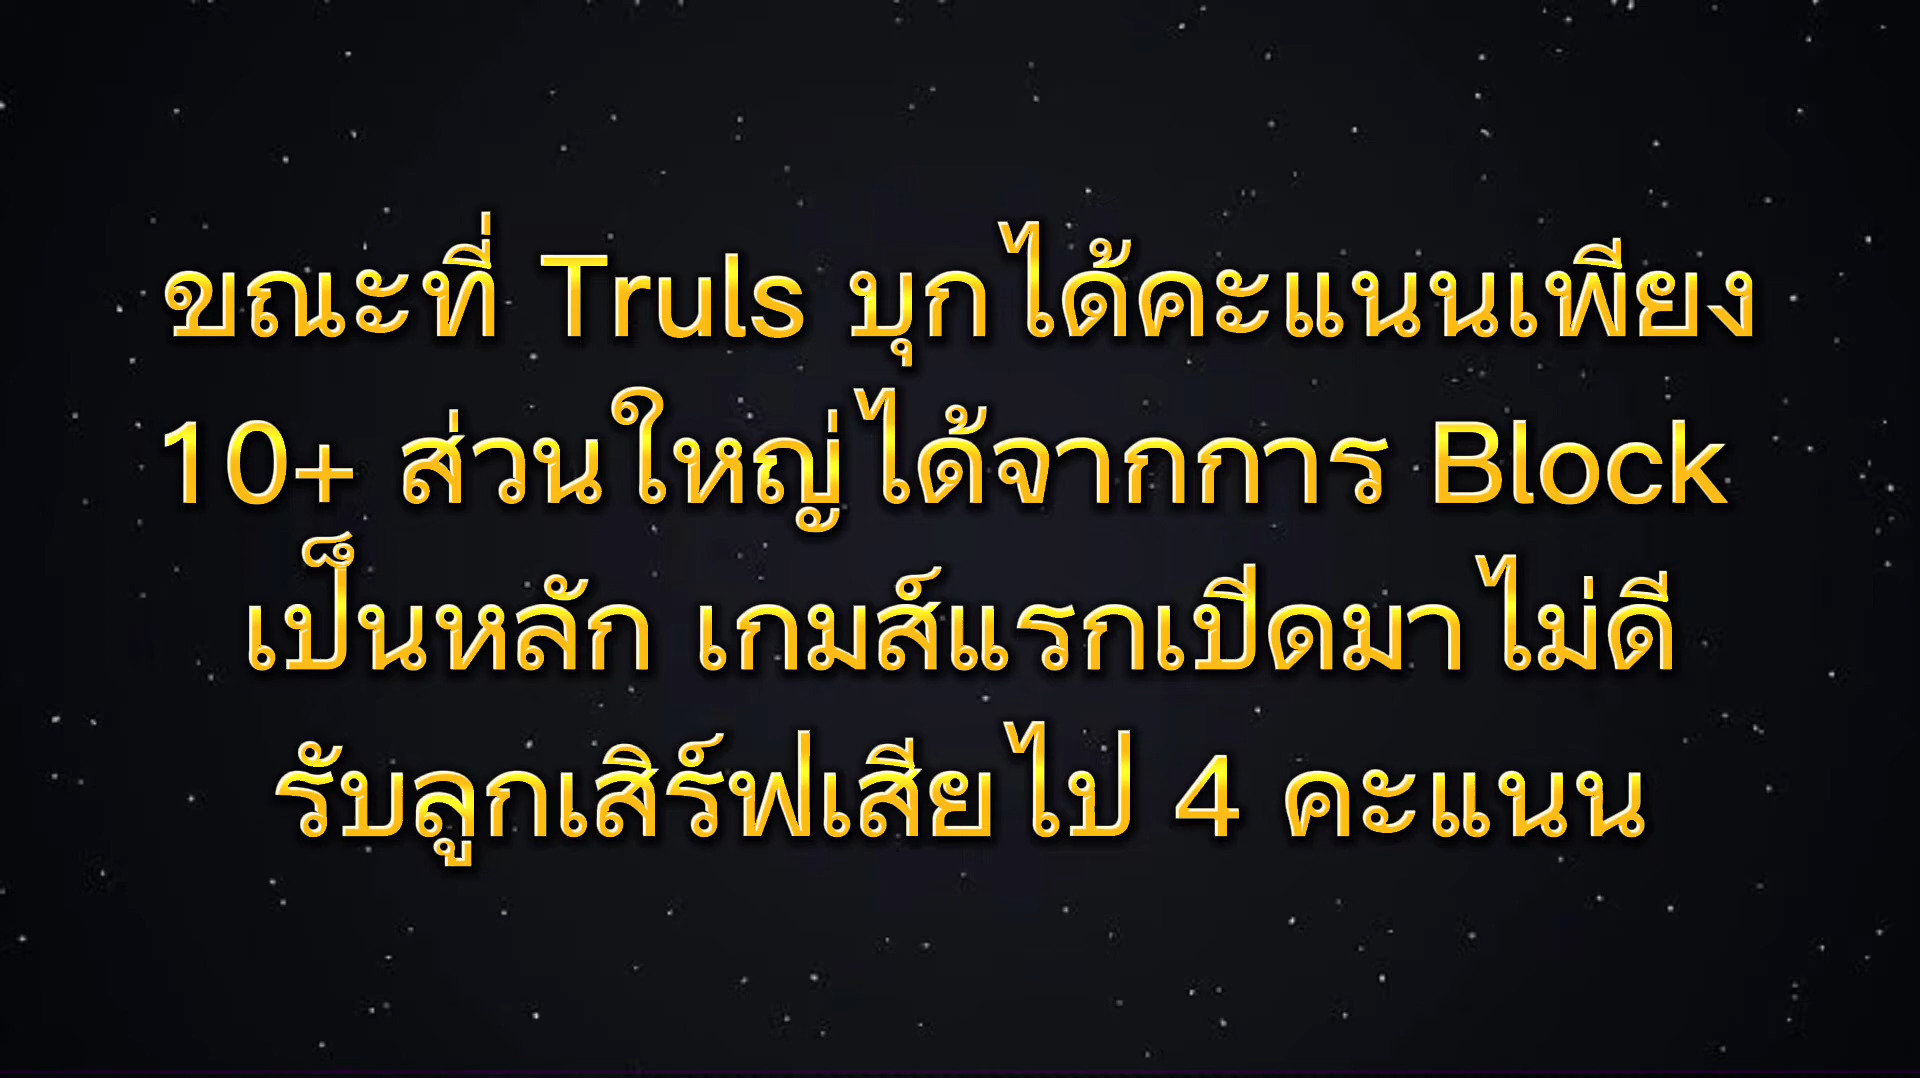 ขณะที่ Truls บุกได้คะแนนเพียง
10+ ส่วนใหญ่ได้จากการ Block
เป็นหลัก เกมส์แรกเปิดมาไม่ดี
รับลูกเสิร์ฟเสียไป 4 คะแนน